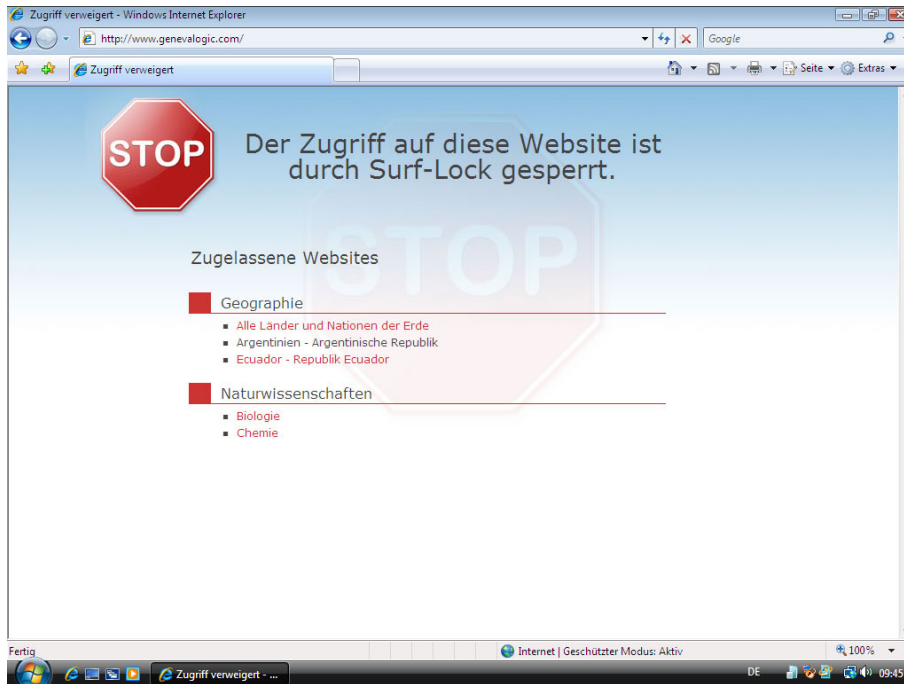 Zugriff verweigert - Windows Internet Explorer
http://www.genevalogic.com/
Google
Zugriff verweigert
Seite
Extras
STOP
Der Zugriff auf diese Website ist
durch Surf-Lock gesperrt.
STOP
Zugelassene Websites
Geographie
Alle Länder und Nationen der Erde
Argentinien - Argentinische Republik
Ecuador - Republik Ecuador
Naturwissenschaften
Biologie
Chemie
Fertig
Internet | Geschützter Modus: Aktiv
100%
Zugriff verweigert - ...
DE
09:45